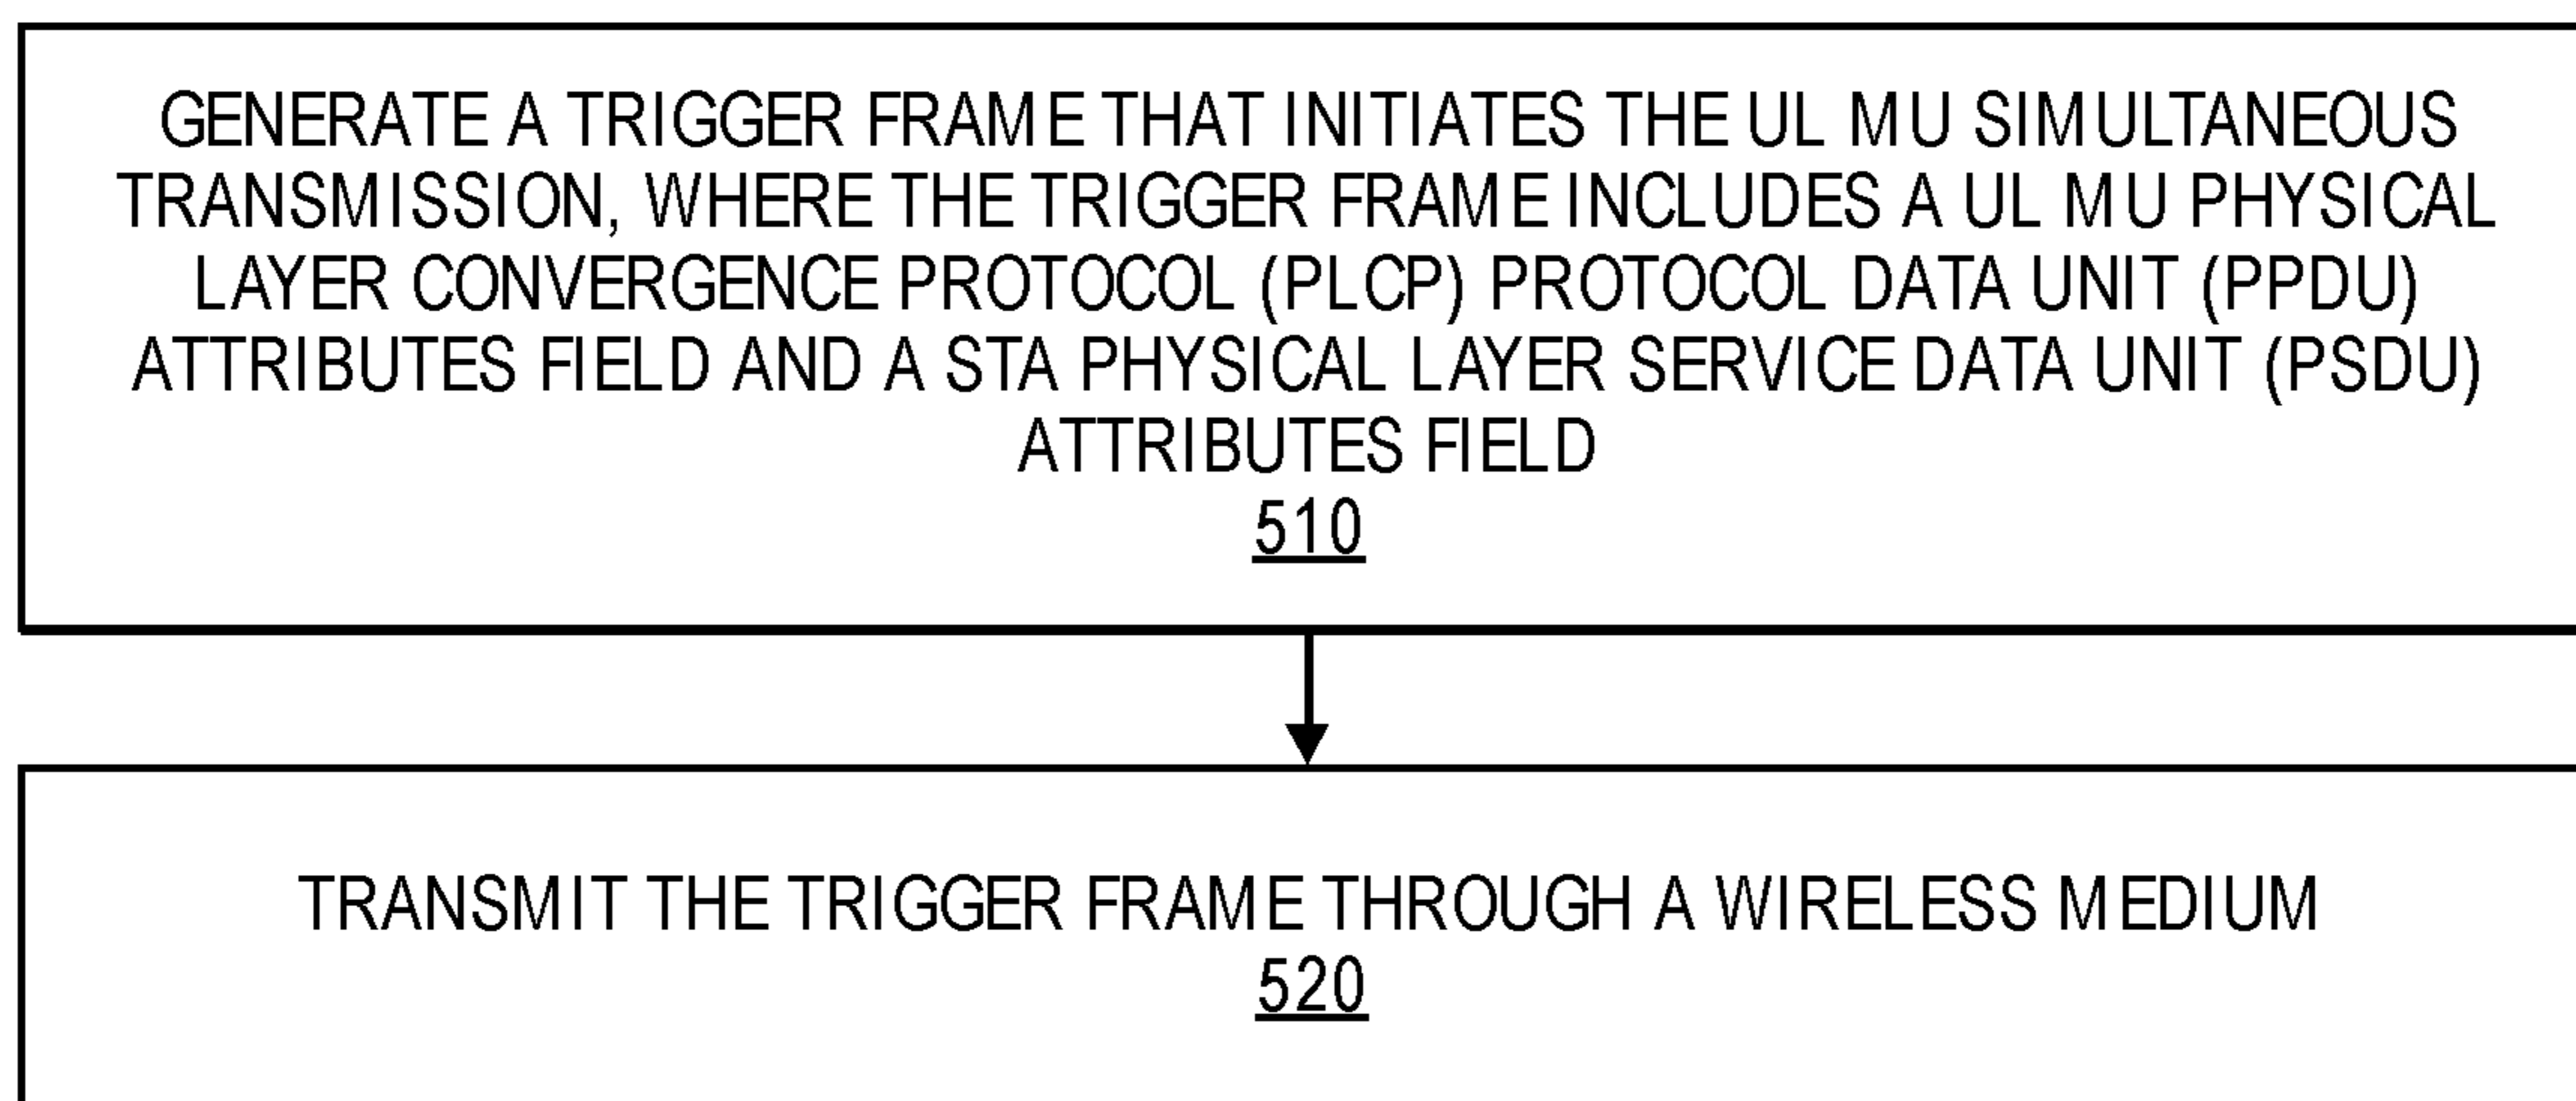 GENERATE A TRIGGER FRAME THAT INITIATES THE UL MU SIMULTANEOUS
TRANSMISSION, WHERE THE TRIGGER FRAME INCLUDES A UL MU PHYSICAL
LAYER CONVERGENCE PROTOCOL (PLCP) PROTOCOL DATA UNIT (PPDU)
ATTRIBUTES FIELD AND A STA PHYSICAL LAYER SERVICE DATA UNIT (PSDU)
ATTRIBUTES FIELD
510
TRANSMIT THE TRIGGER FRAME THROUGH A WIRELESS MEDIUM
520